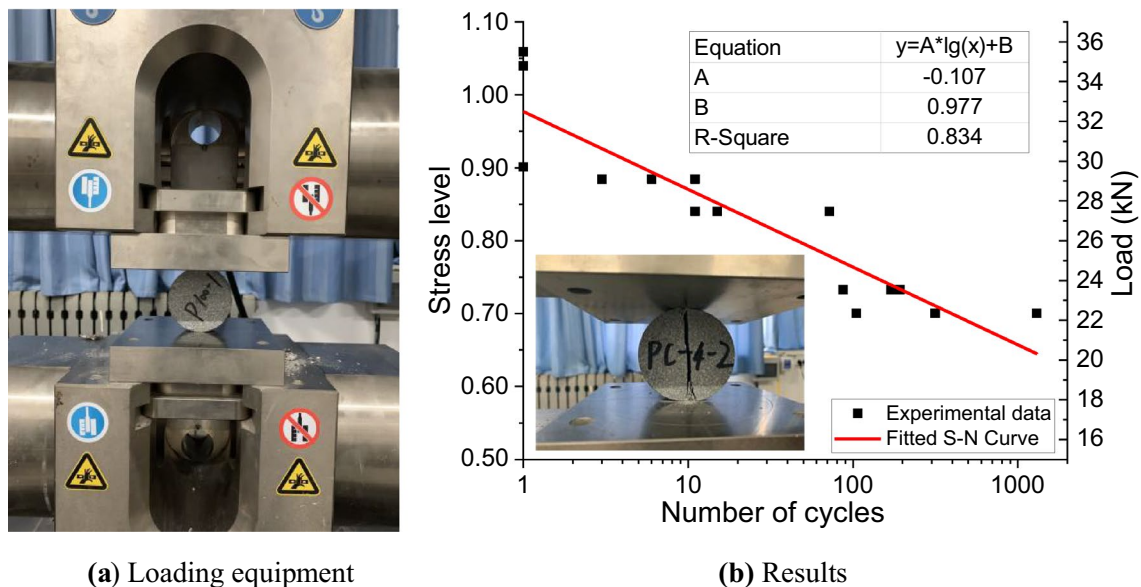 P100-1
1.10
1.00
0.90
0.80
0.70
0.60
0.50
Stress level
Equation y=A*lg(x)+B
A -0.107
B 0.977
R-Square 0.834
PC-4-2
Experimental data
Fitted S-N Curve
36
34
32
30
28
26
24
22
20
18
16
Load (kN)
1 10 100 1000
Number of cycles
(a) Loading equipment
(b) Results